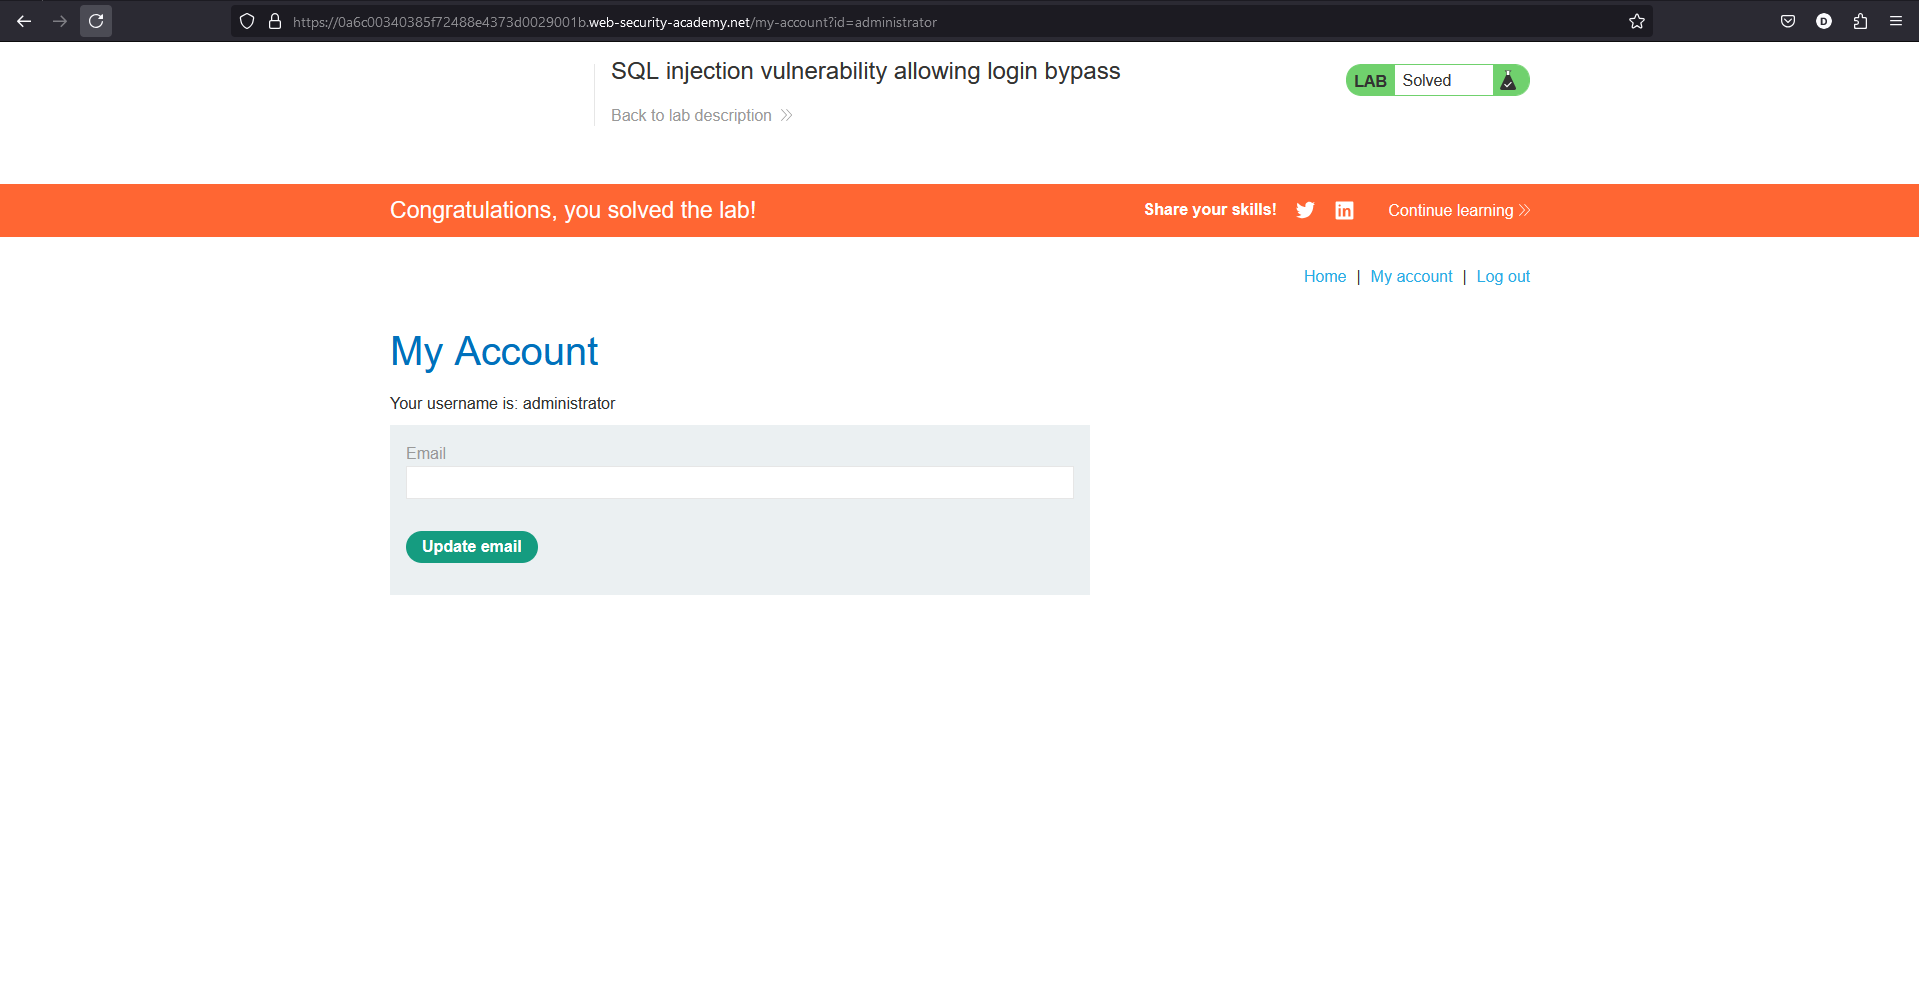 https://0a6c00340385f72488e4373d0029001b.web-security-academy.net/my-account?id=administrator
D
SQL injection vulnerability allowing login bypass
LAB Solved
Back to lab description
Congratulations, you solved the lab!
Share your skills!
Continue learning
Home | My account | Log out
My Account
Your username is: administrator
Email
Update email